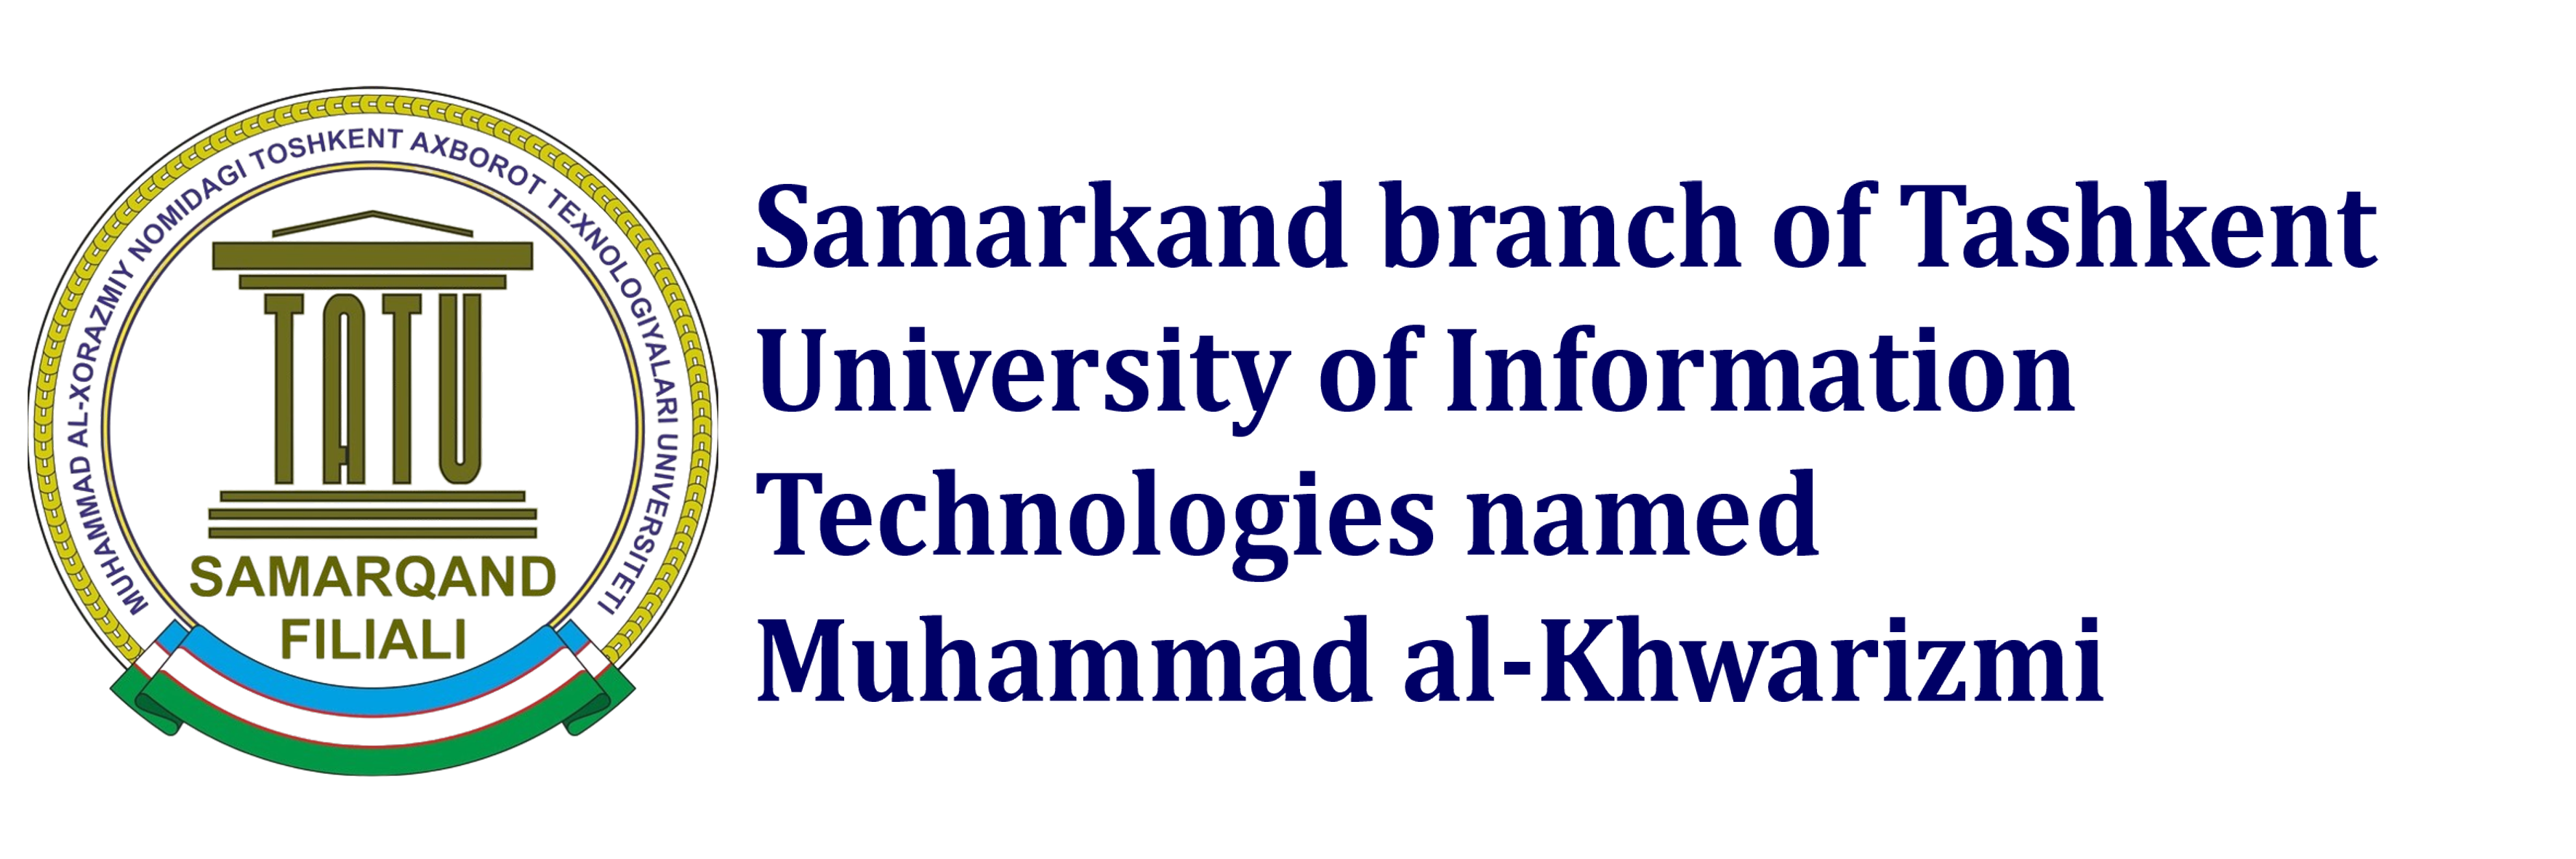 MUHAMMAD AL-XORAZMIY NOMIDAGI TOSHKENT AXBOROT TEXNOLOGIYALARI UNIVERSITETI
TATU
SAMARQAND
FILIALI
Samarkand branch of Tashkent
University of Information
Technologies named
Muhammad al-Khwarizmi